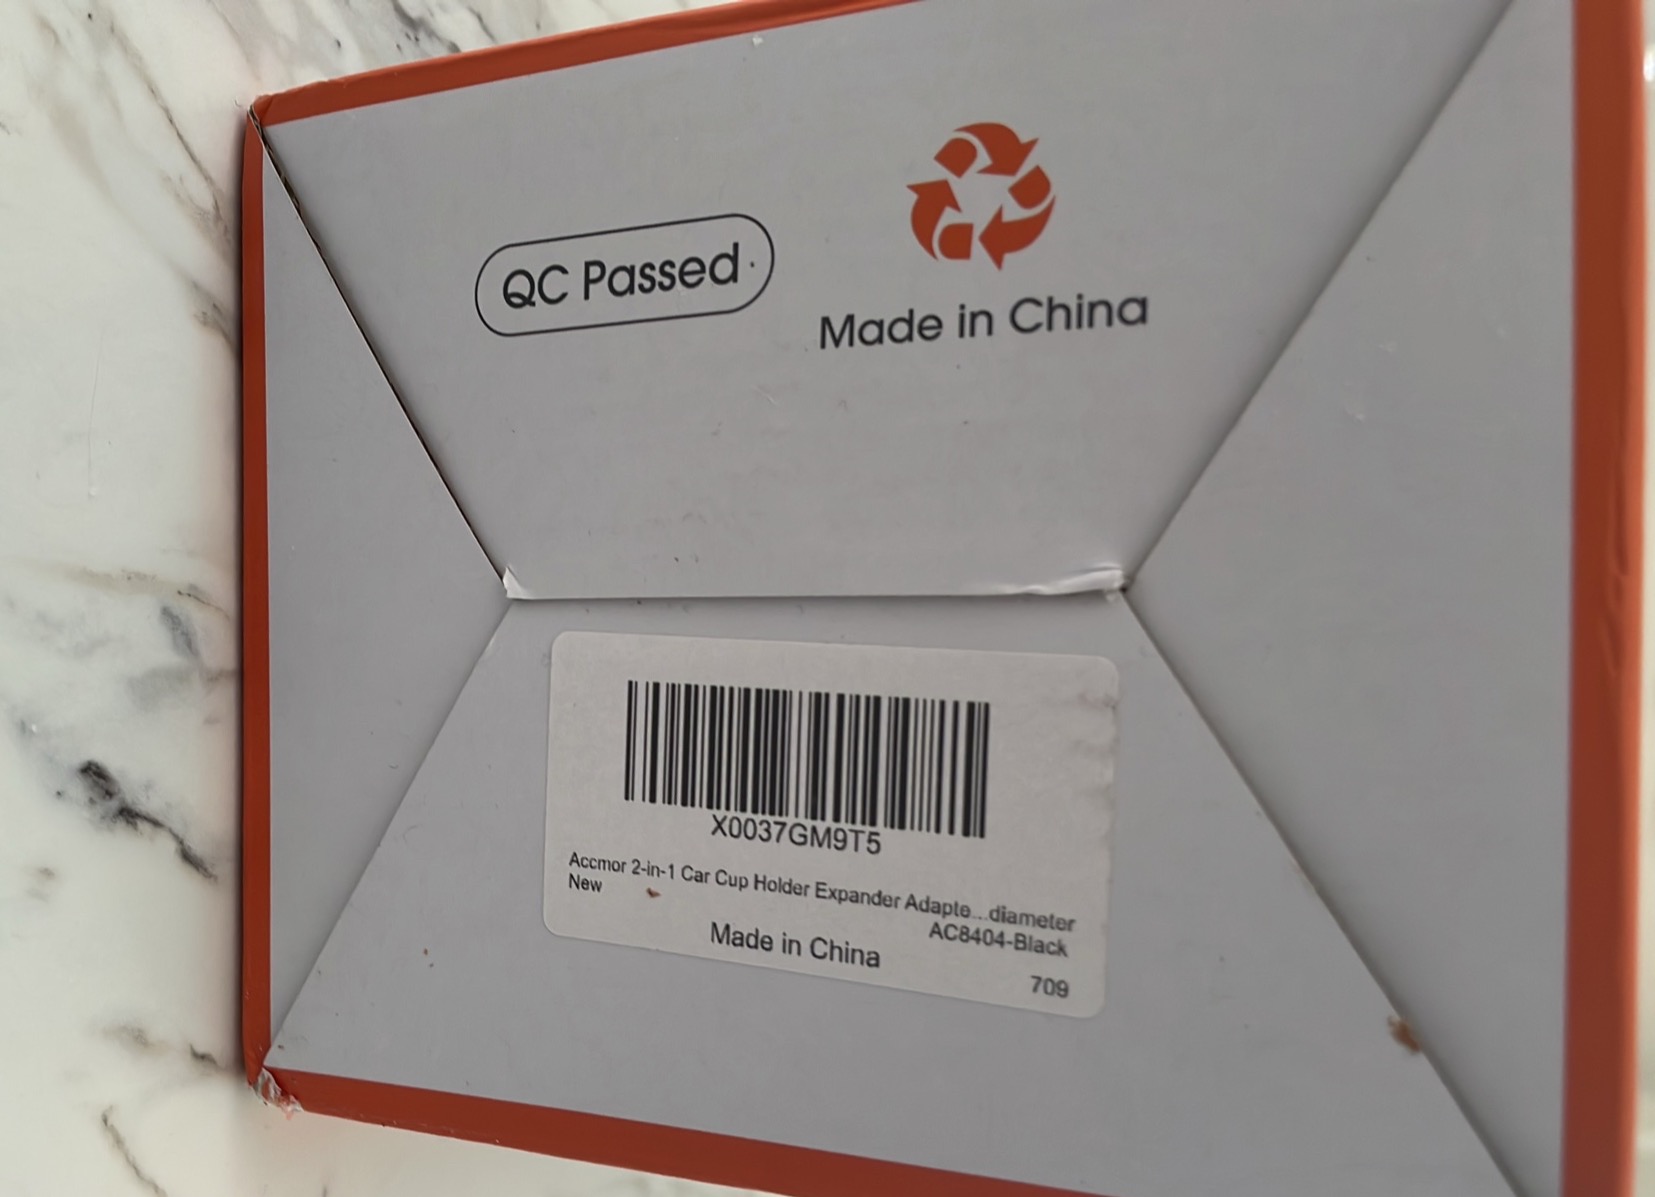 QC Passed
Made in China
X0037GM9T5
Accmor 2-in-1 Car Cup Holder Expander Adapte...diameter
New
AC8404-Black
Made in China
709